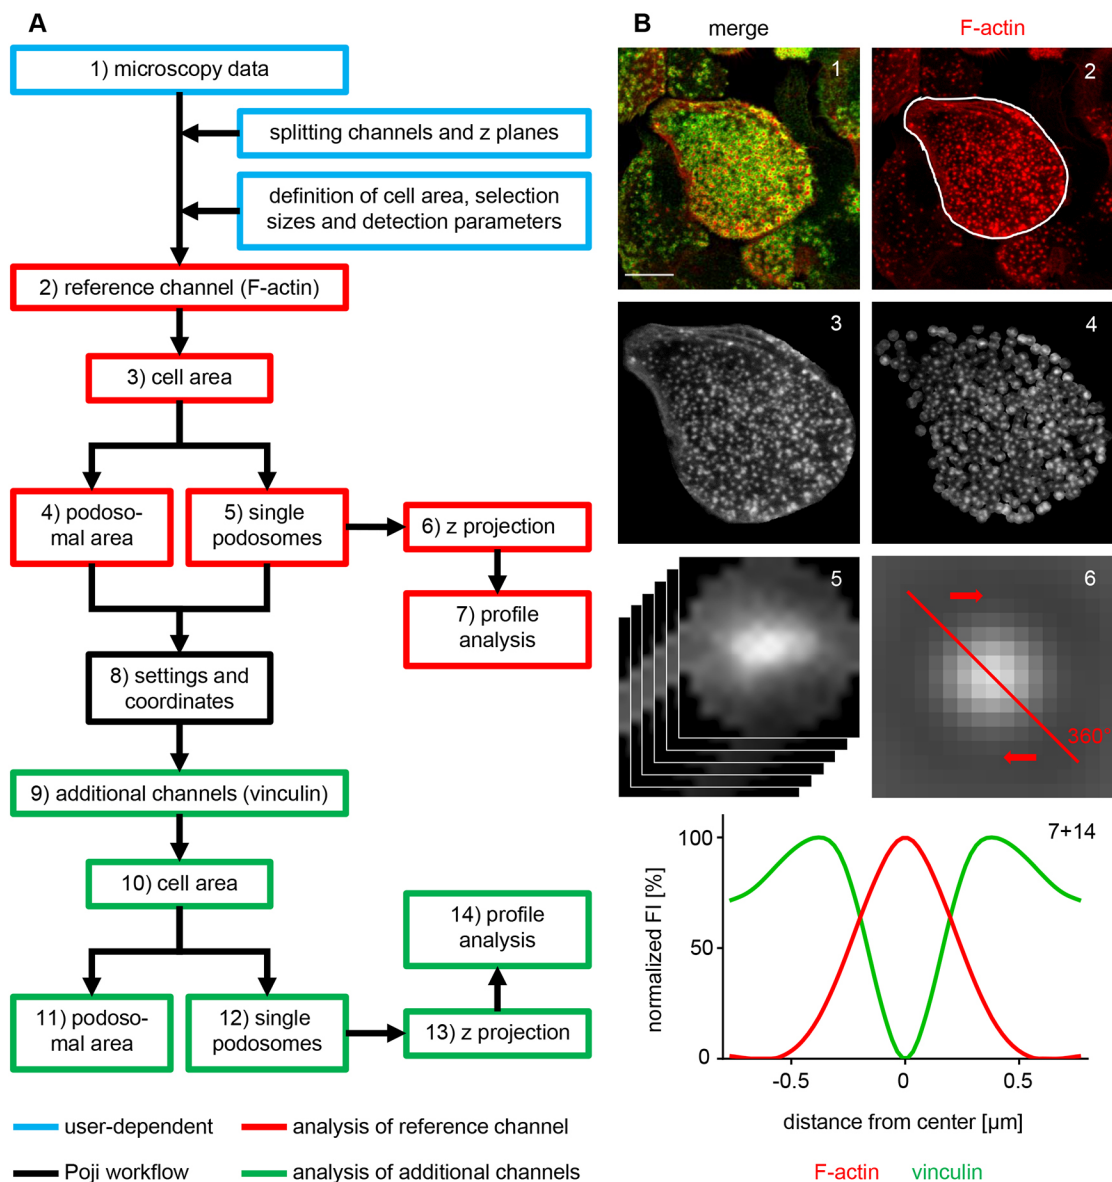 A
1) microscopy data
splitting channels and z planes
definition of cell area, selection
sizes and detection parameters
2) reference channel (F-actin)
3) cell area
4) podoso-
mal area
5) single
podosomes
6) z projection
7) profile
analysis
8) settings and
coordinates
9) additional channels (vinculin)
10) cell area
11) podoso-
mal area
12) single
podosomes
13) z projection
14) profile
analysis
user-dependent
analysis of reference channel
Poji workflow
analysis of additional channels
B
merge
F-actin
1
2
3
4
5
6
360°
7+14
normalized FI [%]
100
50
0
-0.5
0
0.5
distance from center [µm]
F-actin
vinculin